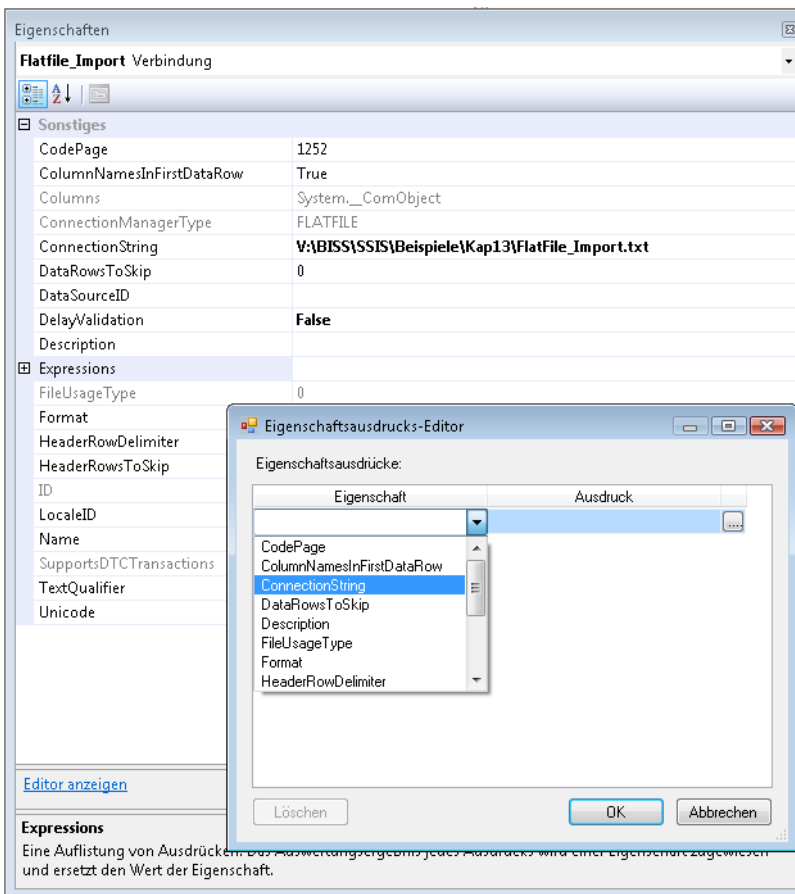 Eigenschaften
Flatfile_Import Verbindung
Sonstiges
CodePage 1252
ColumnNamesInFirstDataRow True
Columns System.__ComObject
ConnectionManagerType FLATFILE
ConnectionString V:\BISS\SSIS\Beispiele\Kap13\FlatFile_Import.txt
DataRowsToSkip 0
DataSourceID
DelayValidation False
Description
Expressions
FileUsageType 0
Format
HeaderRowDelimiter
HeaderRowsToSkip
ID
LocaleID
Name
SupportsDTCTransactions
TextQualifier
Unicode
Eigenschaftsausdrucks-Editor
Eigenschaftsausdrücke:
Eigenschaft Ausdruck
...
CodePage
ColumnNamesInFirstDataRow
ConnectionString
DataRowsToSkip
Description
FileUsageType
Format
HeaderRowDelimiter
Löschen OK Abbrechen
Editor anzeigen
Expressions
Eine Auflistung von Ausdrücken. Das Auswertungsergebnis jedes Ausdrucks wird einer Eigenschaft zugewiesen
und ersetzt den Wert der Eigenschaft.